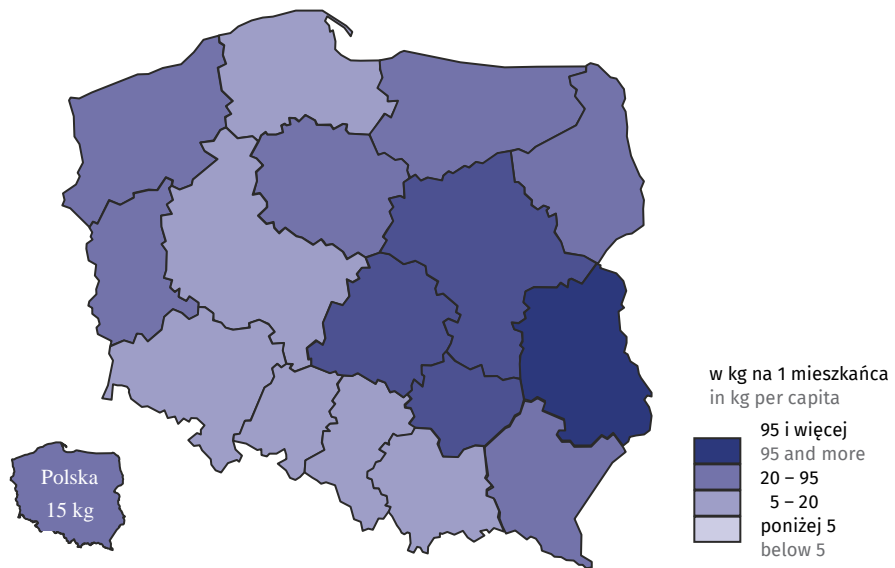 w kg na 1 mieszkańca
in kg per capita
95 i więcej
95 and more
20 – 95
5 – 20
poniżej 5
below 5
Polska
15 kg